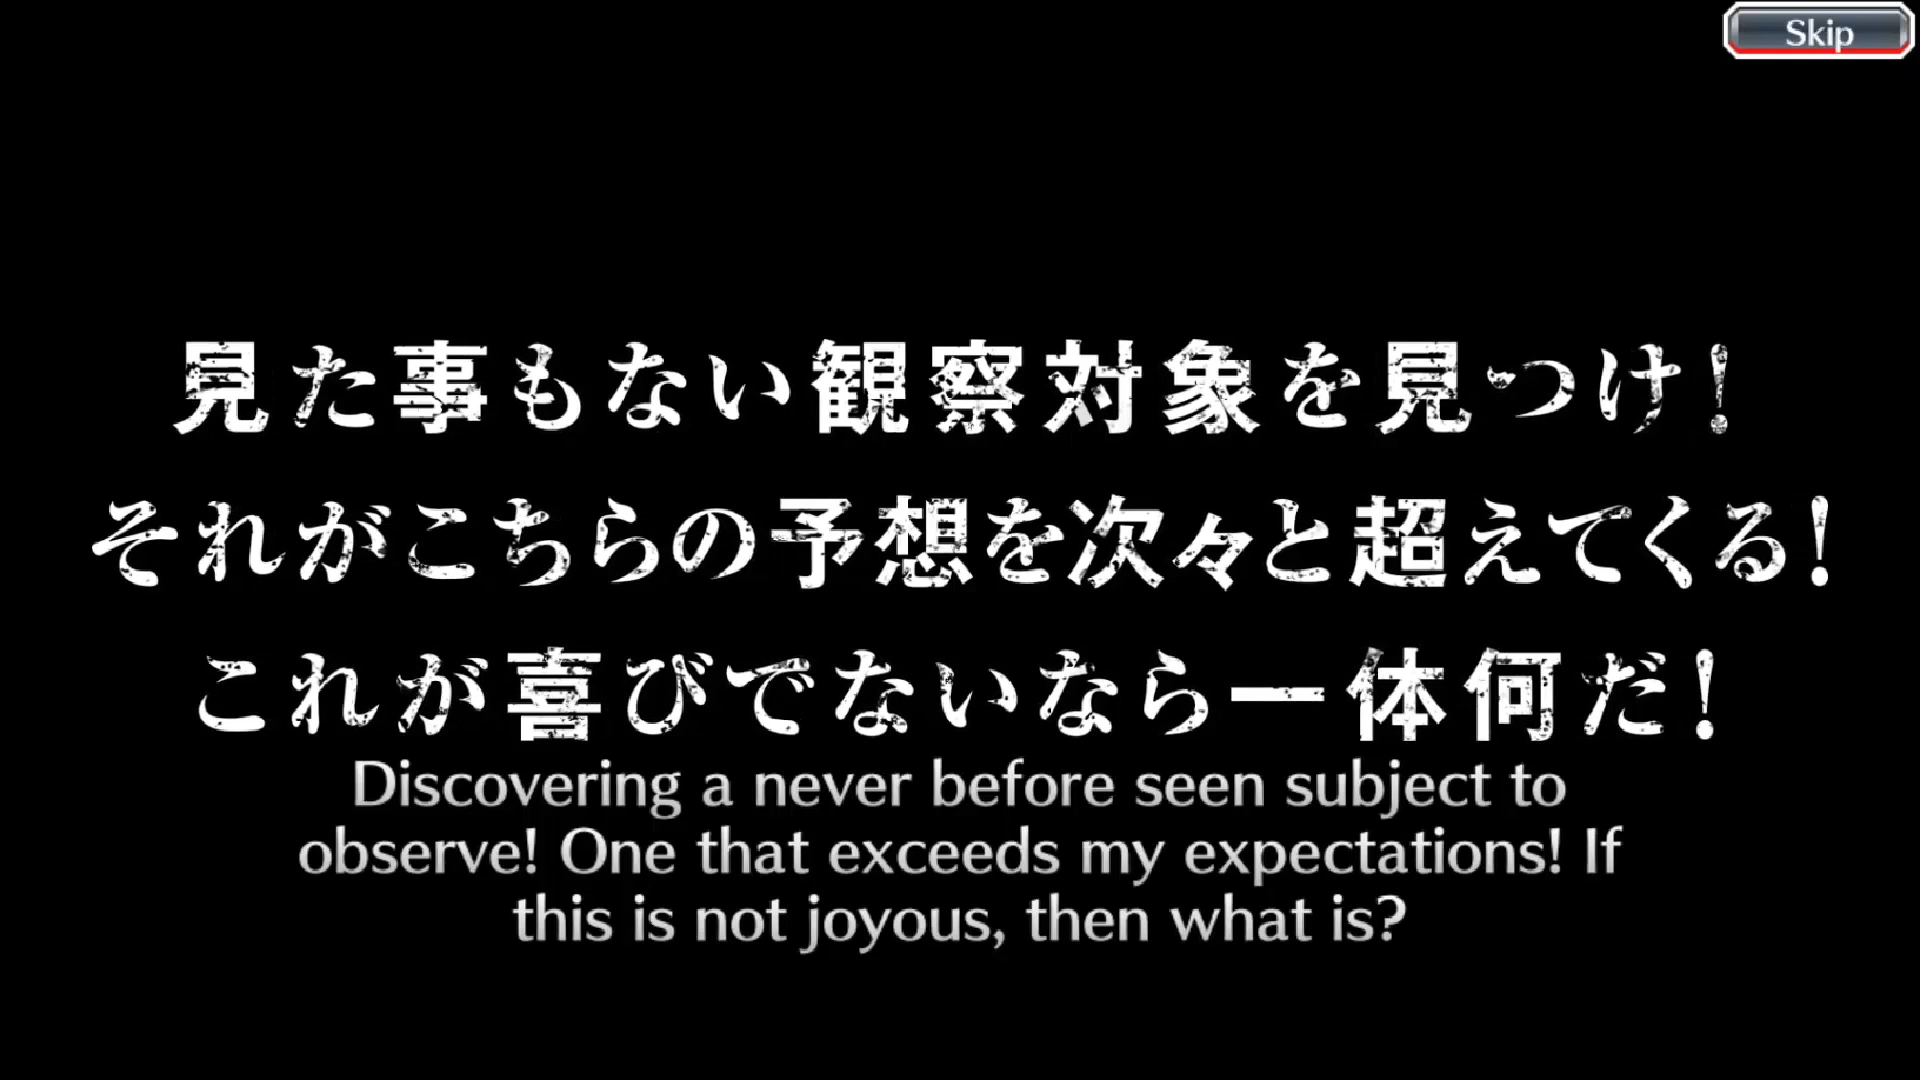 Skip
見た事もない観察対象を見つけ！
それがこちらの予想を次々と超えてくる！
これが喜びでないなら一体何だ！
Discovering a never before seen subject to
observe! One that exceeds my expectations! If
this is not joyous, then what is?